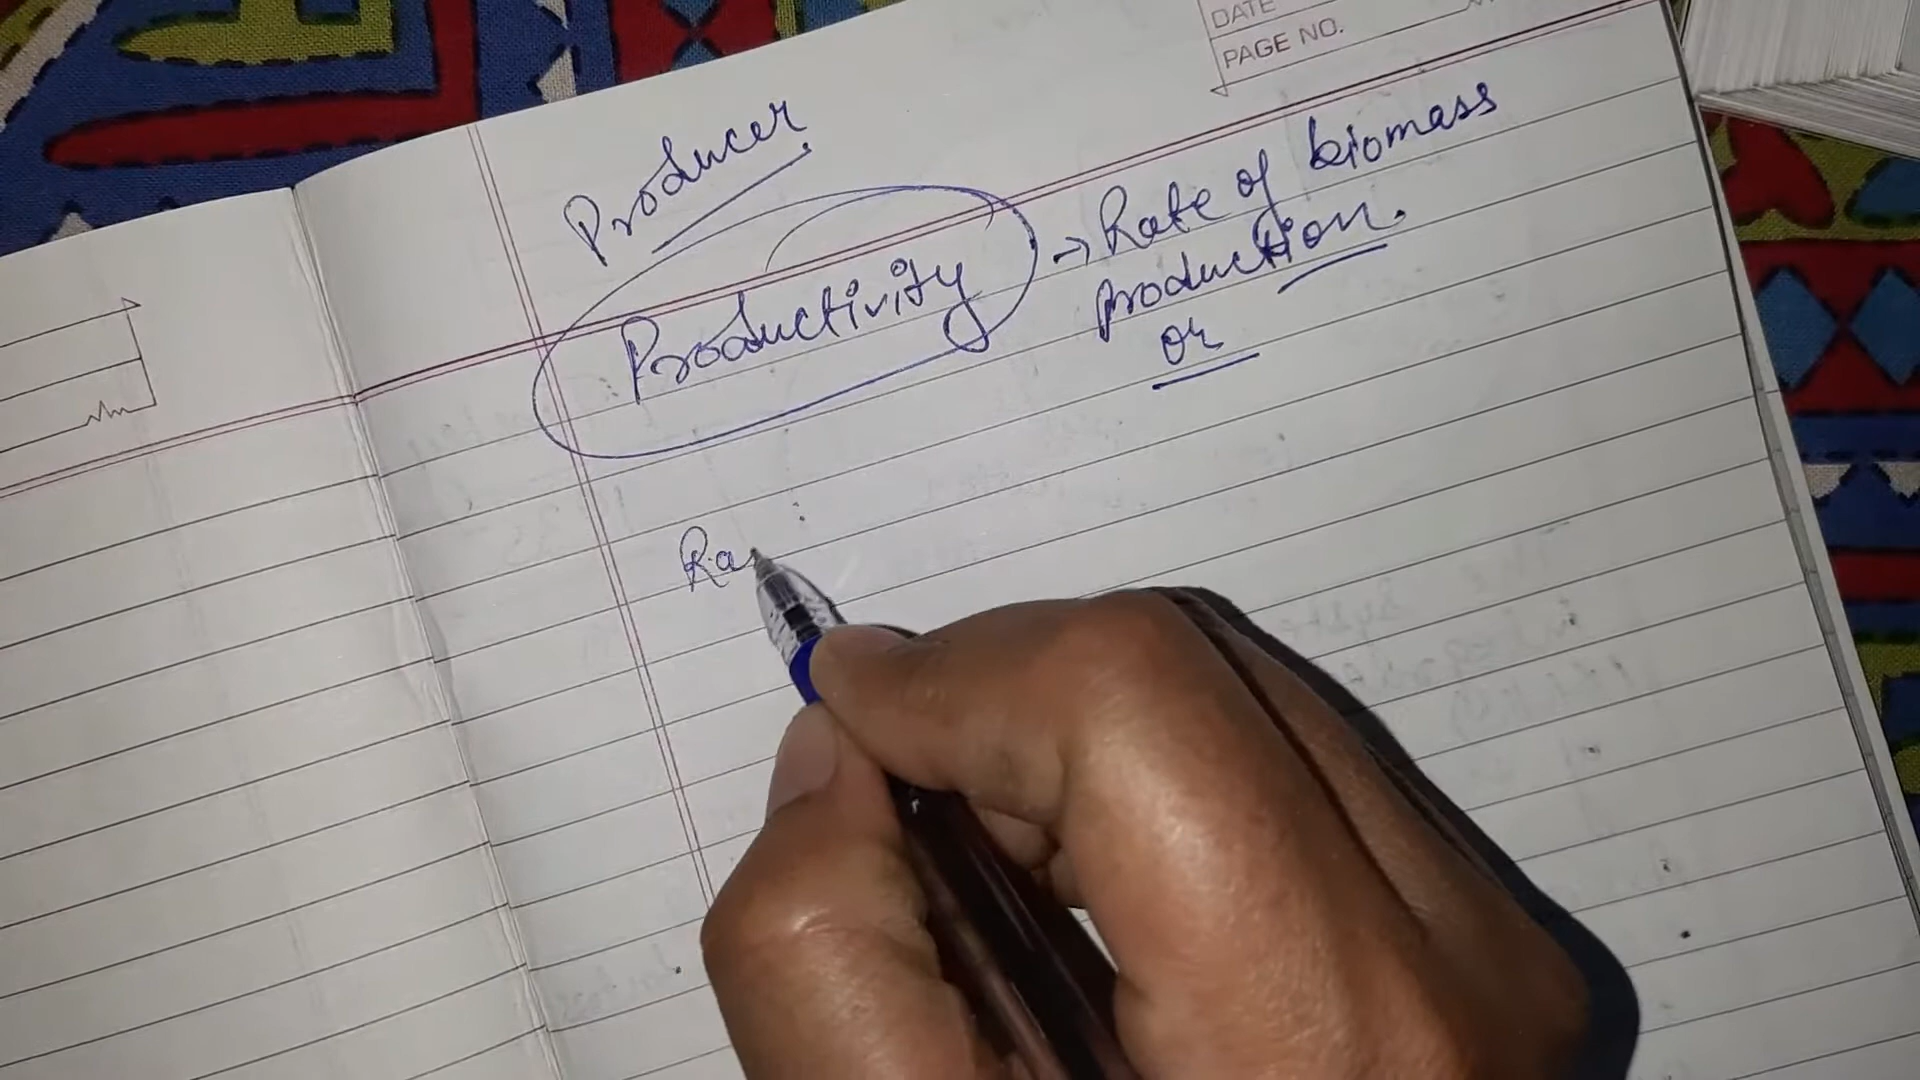 DATE
PAGE NO.
Producer
Productivity → Rate of biomass
production.
or
Ra